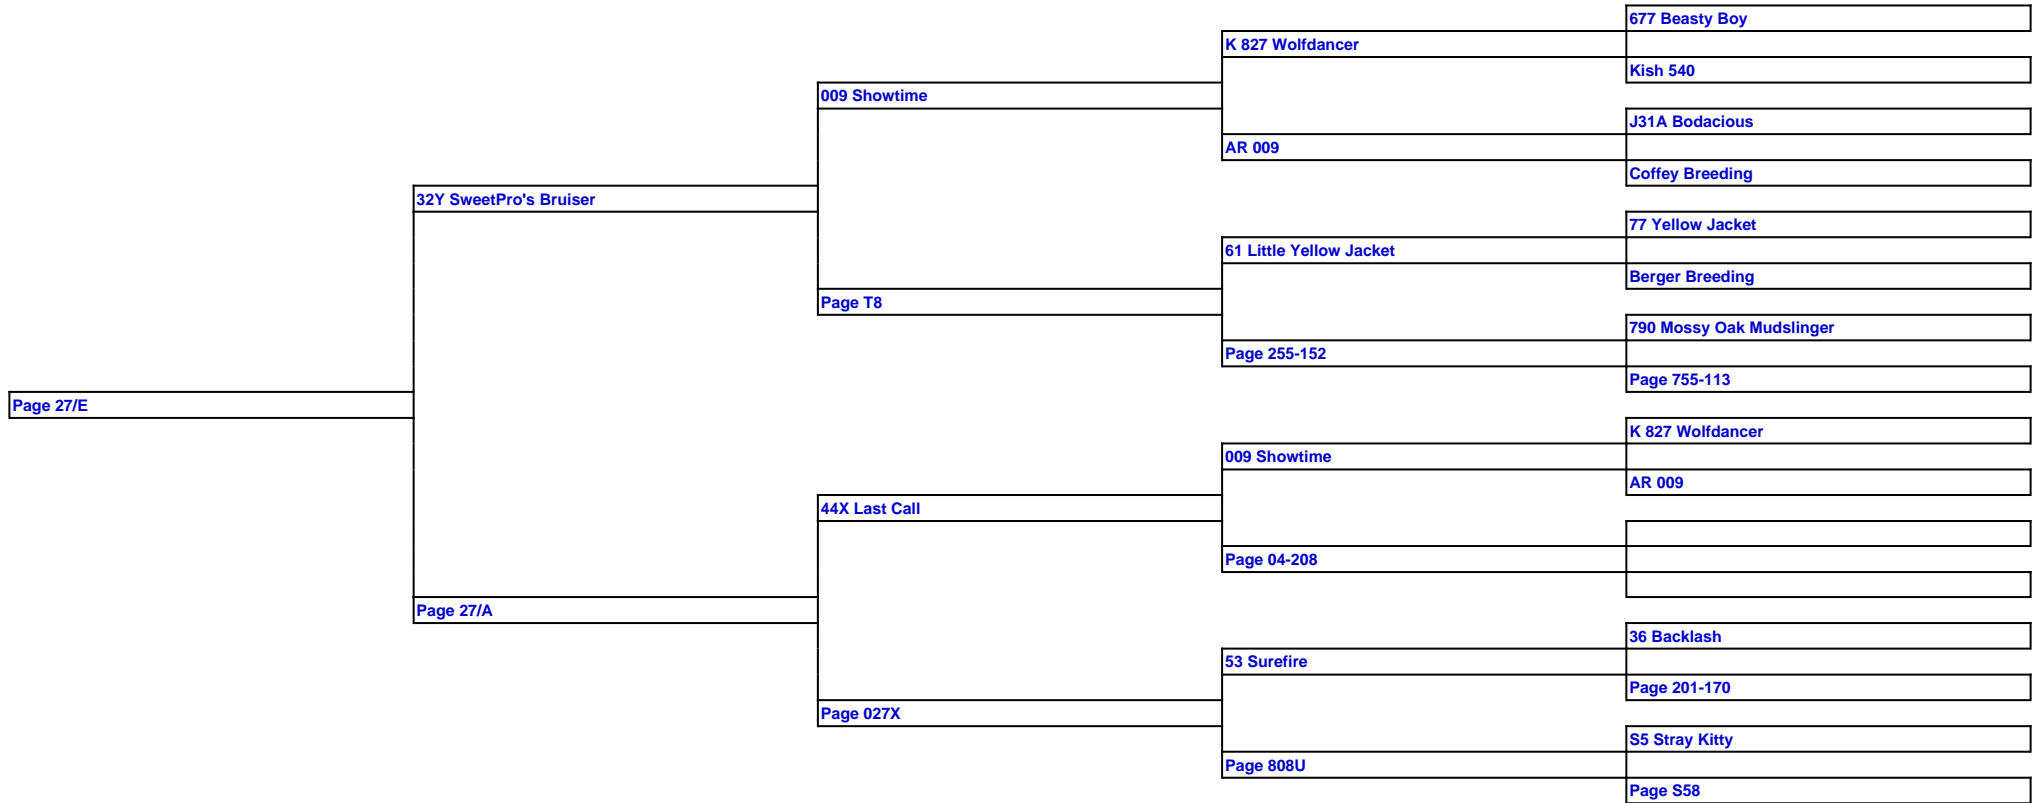 677 Beasty Boy
K 827 Wolfdancer
Kish 540
009 Showtime
J31A Bodacious
AR 009
Coffey Breeding
32Y SweetPro's Bruiser
77 Yellow Jacket
61 Little Yellow Jacket
Berger Breeding
Page T8
790 Mossy Oak Mudslinger
Page 255-152
Page 755-113
Page 27/E
K 827 Wolfdancer
009 Showtime
AR 009
44X Last Call
Page 04-208
Page 27/A
36 Backlash
53 Surefire
Page 201-170
Page 027X
S5 Stray Kitty
Page 808U
Page S58